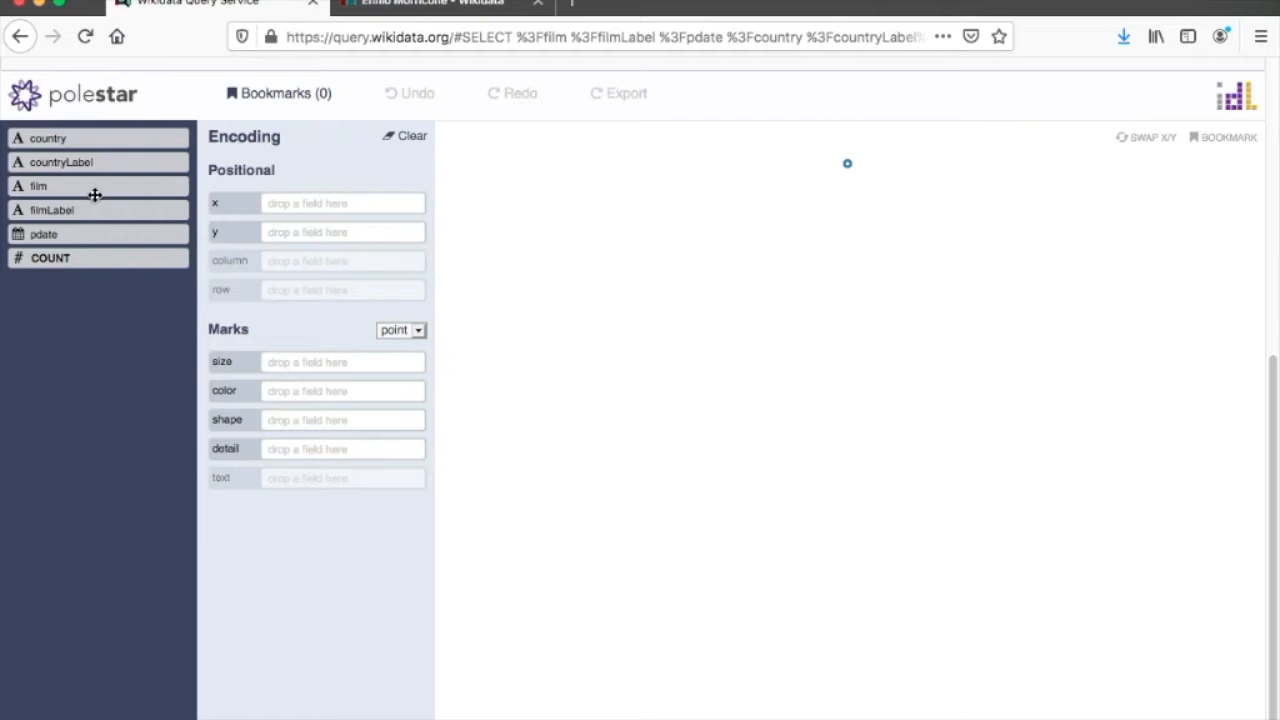 Wikidata Query Service
Ennio Morricone - Wikidata
https://query.wikidata.org/#SELECT %3Ffilm %3FfilmLabel %3Fpdate %3Fcountry %3FcountryLabel%
polestar
Bookmarks (0)
Undo
Redo
Export
idl
A country
A countryLabel
A film
A filmLabel
pdate
# COUNT
Encoding
Clear
Positional
x drop a field here
y drop a field here
column drop a field here
row drop a field here
Marks
point
size drop a field here
color drop a field here
shape drop a field here
detail drop a field here
text drop a field here
SWAP X/Y
BOOKMARK